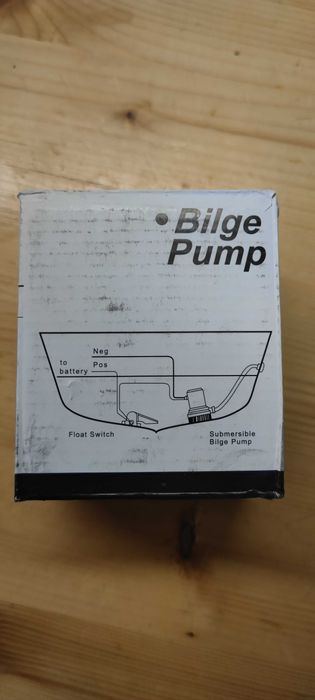 Bilge
Pump
Neg
to
battery
Pos
Float Switch
Submersible
Bilge Pump